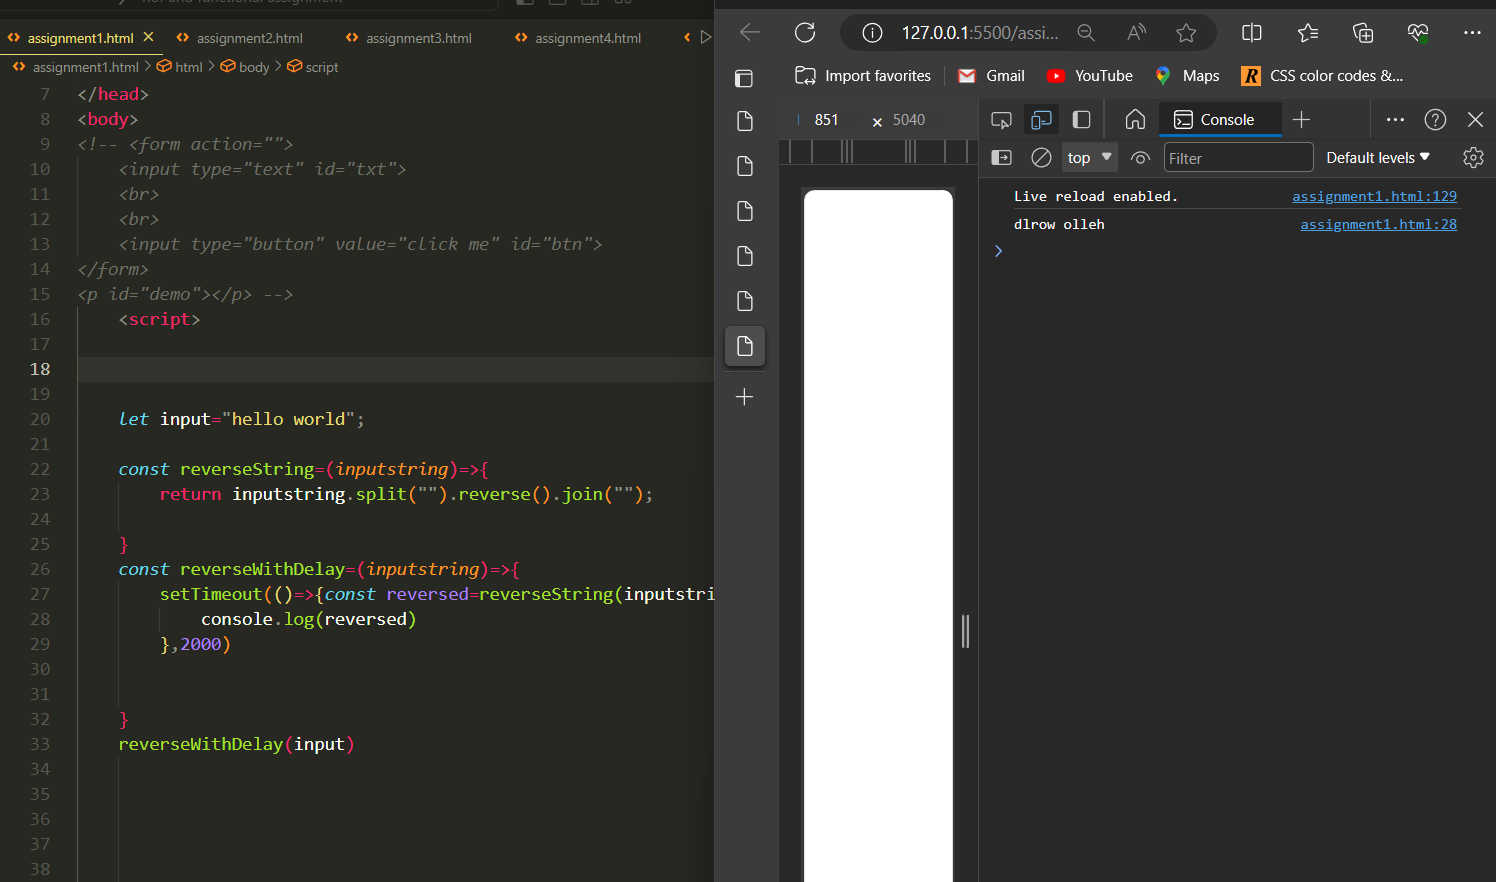 assignment1.html
assignment2.html
assignment3.html
assignment4.html
assignment1.html > html > body > script
7 </head>
8 <body>
9 <!-- <form action="">
10 <input type="text" id="txt">
11 <br>
12 <br>
13 <input type="button" value="click me" id="btn">
14 </form>
15 <p id="demo"></p> -->
16 <script>
17
18
19
20 let input="hello world";
21
22 const reverseString=(inputstring)=>{
23 return inputstring.split("").reverse().join("");
24
25 }
26 const reverseWithDelay=(inputstring)=>{
27 setTimeout(()=>{const reversed=reverseString(inputstri
28 console.log(reversed)
29 },2000)
30
31
32 }
33 reverseWithDelay(input)
34
35
36
37
38
127.0.0.1:5500/assi...
Import favorites
Gmail
YouTube
Maps
CSS color codes &...
851 × 5040
Console
top
Filter
Default levels
Live reload enabled. assignment1.html:129
dlrow olleh assignment1.html:28